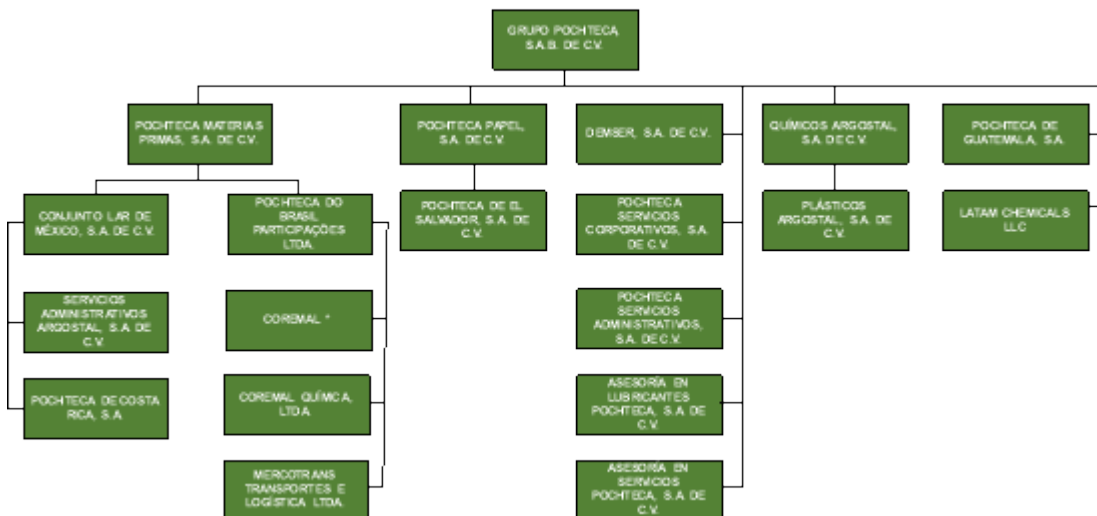 GRUPO POCHTECA,
S.A.B. DE C.V.
POCHTECA MATERIAS
PRIMAS, S.A. DE C.V.
POCHTECA PAPEL,
S.A. DE C.V.
DEMSER, S.A. DE C.V.
QUÍMICOS ARGOSTAL,
S.A. DE C.V.
POCHTECA DE
GUATEMALA, S.A.
CONJUNTO LAR DE
MÉXICO, S.A. DE C.V.
POCHTECA DO
BRASIL
PARTICIPAÇÕES
LTDA.
POCHTECA DE EL
SALVADOR, S.A. DE
C.V.
POCHTECA
SERVICIOS
CORPORATIVOS, S.A.
DE C.V.
PLÁSTICOS
ARGOSTAL, S.A. DE
C.V.
LATAM CHEMICALS
LLC
SERVICIOS
ADMINISTRATIVOS
ARGOSTAL, S.A. DE
C.V.
COREMAL *
POCHTECA
SERVICIOS
ADMINISTRATIVOS,
S.A. DE C.V.
POCHTECA DE COSTA
RICA, S.A.
COREMAL QUÍMICA,
LTDA.
ASESORÍA EN
LUBRICANTES
POCHTECA, S.A. DE
C.V.
MERCOTRANS
TRANSPORTES E
LOGÍSTICA LTDA.
ASESORÍA EN
SERVICIOS
POCHTECA, S.A. DE
C.V.